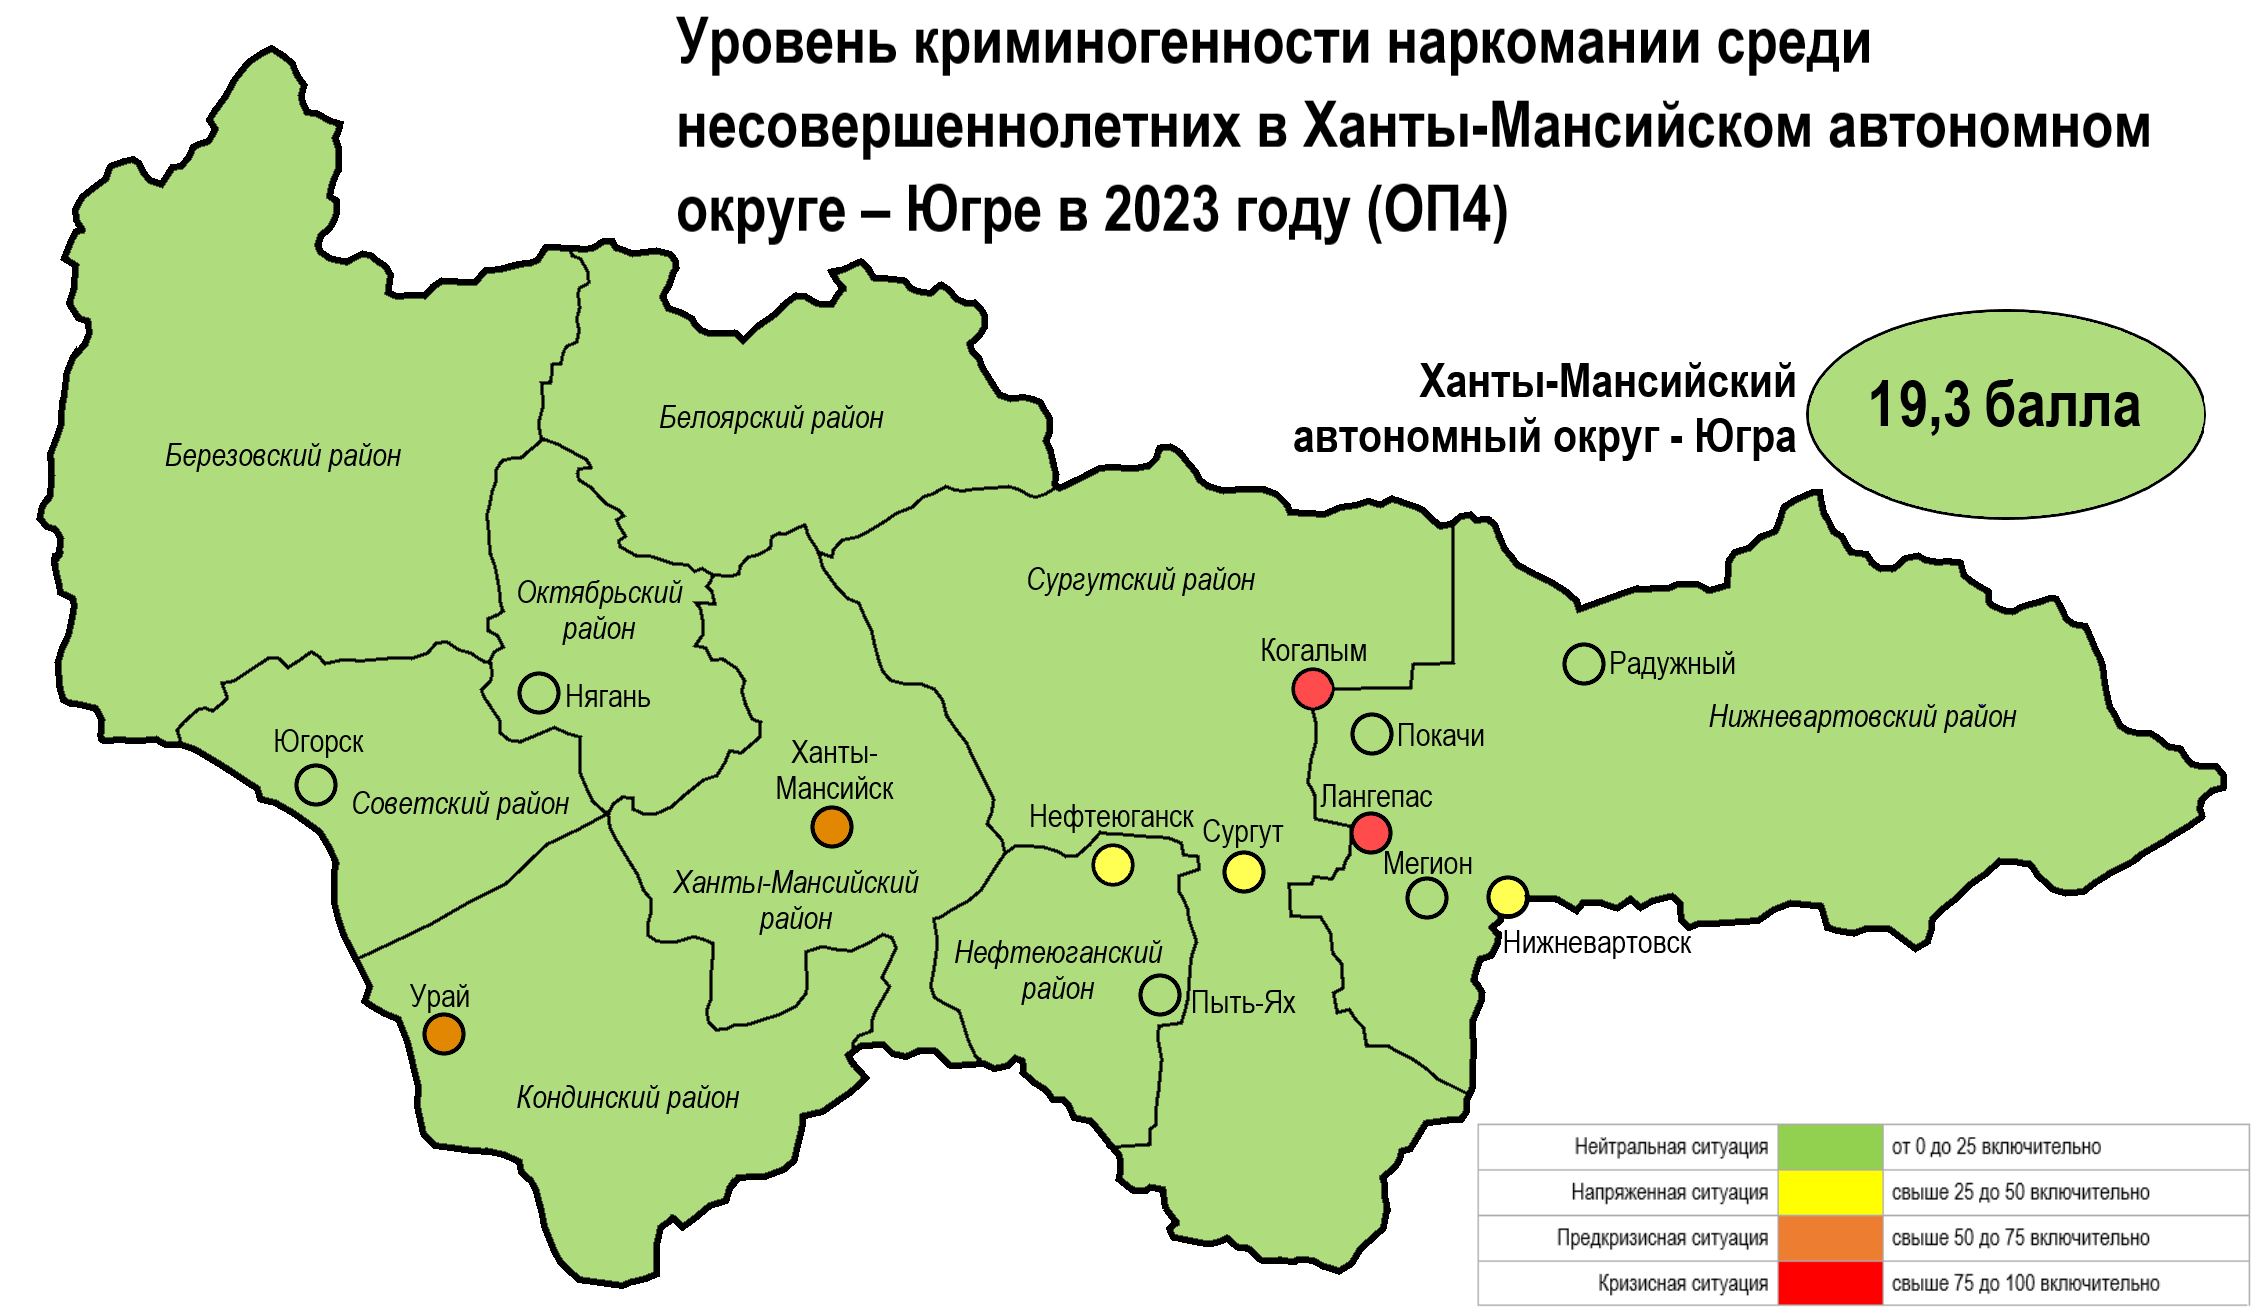 Уровень криминогенности наркомании среди
несовершеннолетних в Ханты-Мансийском автономном
округе – Югре в 2023 году (ОП4)
Ханты-Мансийский
автономный округ - Югра
19,3 балла
Березовский район
Белоярский район
Октябрьский
район
Сургутский район
Когалым
Радужный
Нижневартовский район
Нягань
Покачи
Югорск
Советский район
Ханты-
Мансийск
Лангепас
Нефтеюганск
Сургут
Мегион
Ханты-Мансийский
район
Нижневартовск
Нефтеюганский
район
Пыть-Ях
Урай
Кондинский район
Нейтральная ситуация от 0 до 25 включительно
Напряженная ситуация свыше 25 до 50 включительно
Предкризисная ситуация свыше 50 до 75 включительно
Кризисная ситуация свыше 75 до 100 включительно